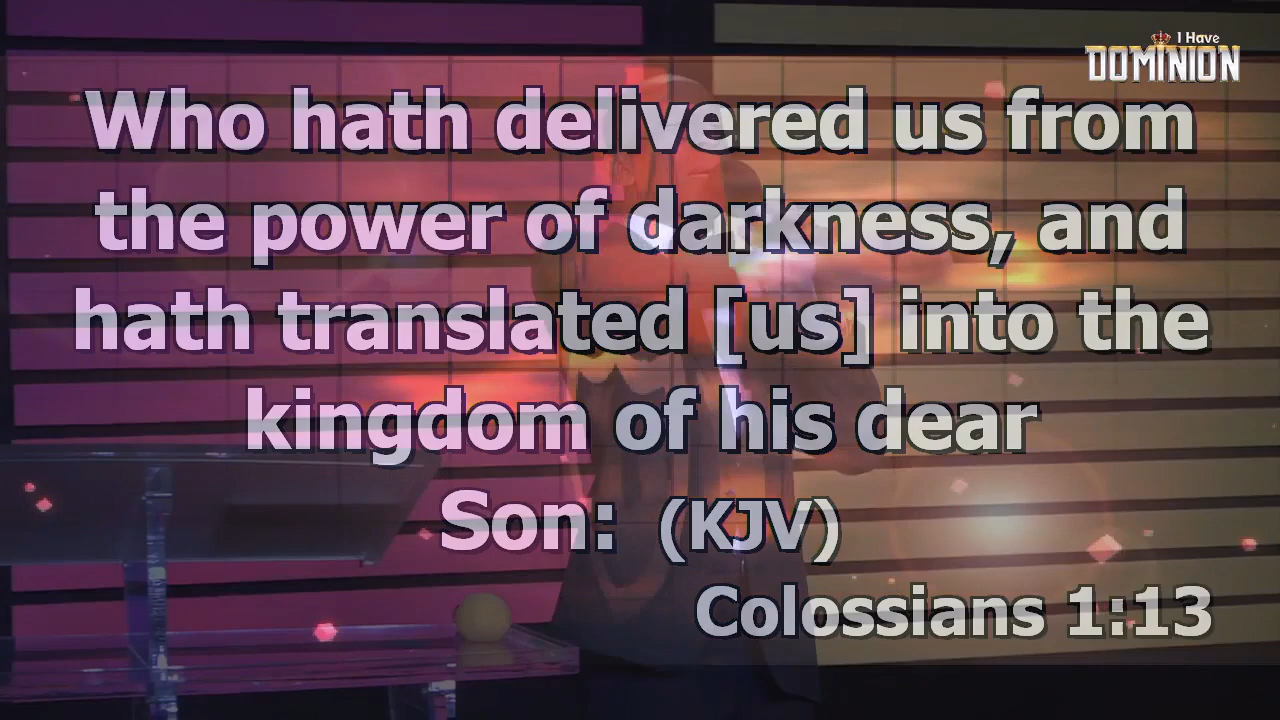 I Have
DOMINION
Who hath delivered us from
the power of darkness, and
hath translated [us] into the
kingdom of his dear
Son: (KJV)
Colossians 1:13